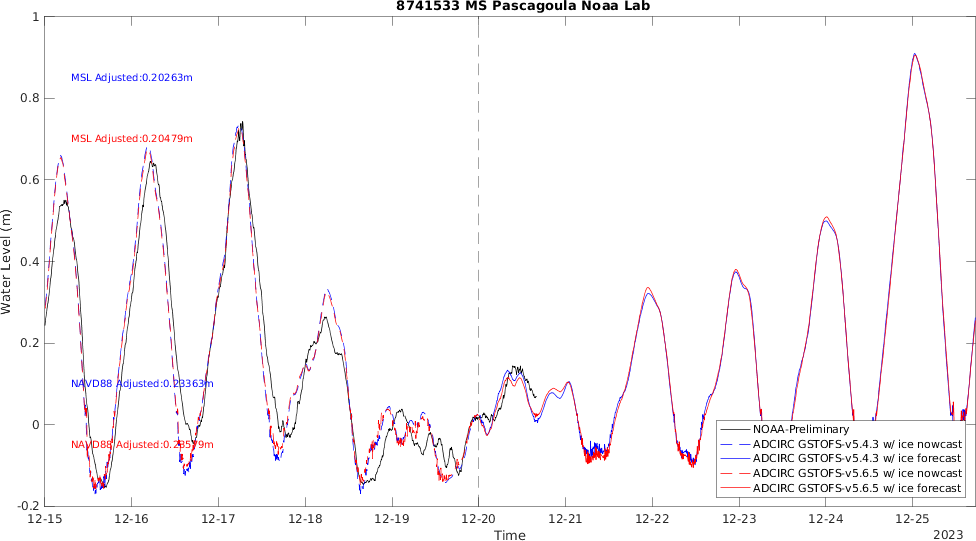 8741533 MS Pascagoula Noaa Lab
1
0.8
0.6
0.4
0.2
0
-0.2
Water Level (m)
MSL Adjusted:0.20263m
MSL Adjusted:0.20479m
NAVD88 Adjusted:0.23363m
NAVD88 Adjusted:0.23579m
NOAA-Preliminary
ADCIRC GSTOFS-v5.4.3 w/ ice nowcast
ADCIRC GSTOFS-v5.4.3 w/ ice forecast
ADCIRC GSTOFS-v5.6.5 w/ ice nowcast
ADCIRC GSTOFS-v5.6.5 w/ ice forecast
12-15 12-16 12-17 12-18 12-19 12-20 12-21 12-22 12-23 12-24 12-25
Time
2023